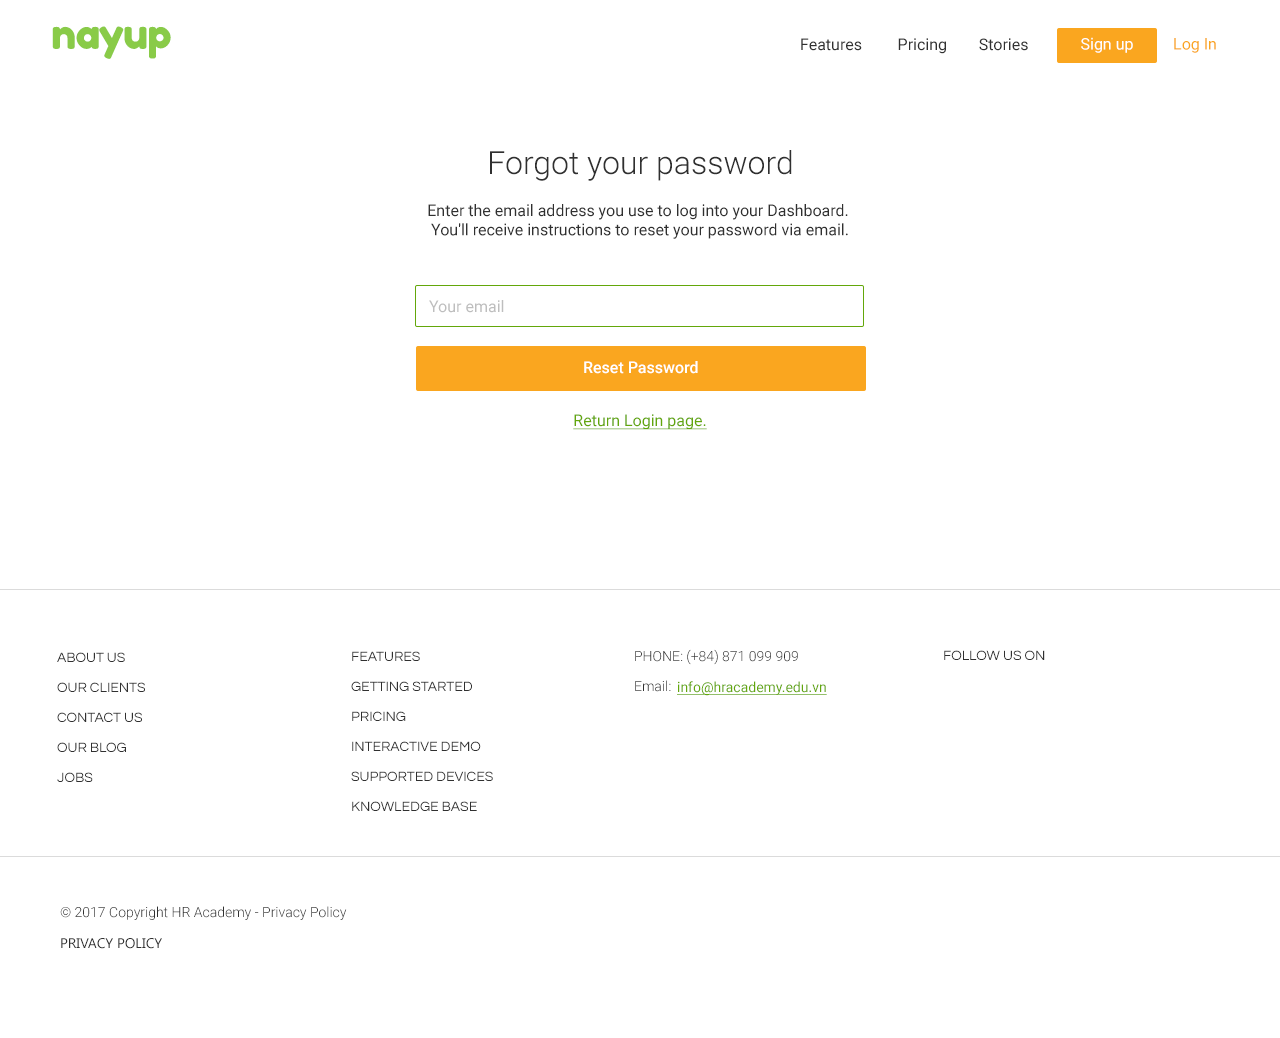 nayup
Features
Pricing
Stories
Sign up
Log In
Forgot your password
Enter the email address you use to log into your Dashboard.
You'll receive instructions to reset your password via email.
Your email
Reset Password
Return Login page.
ABOUT US
OUR CLIENTS
CONTACT US
OUR BLOG
JOBS
FEATURES
GETTING STARTED
PRICING
INTERACTIVE DEMO
SUPPORTED DEVICES
KNOWLEDGE BASE
PHONE: (+84) 871 099 909
Email: info@hracademy.edu.vn
FOLLOW US ON
© 2017 Copyright HR Academy - Privacy Policy
PRIVACY POLICY